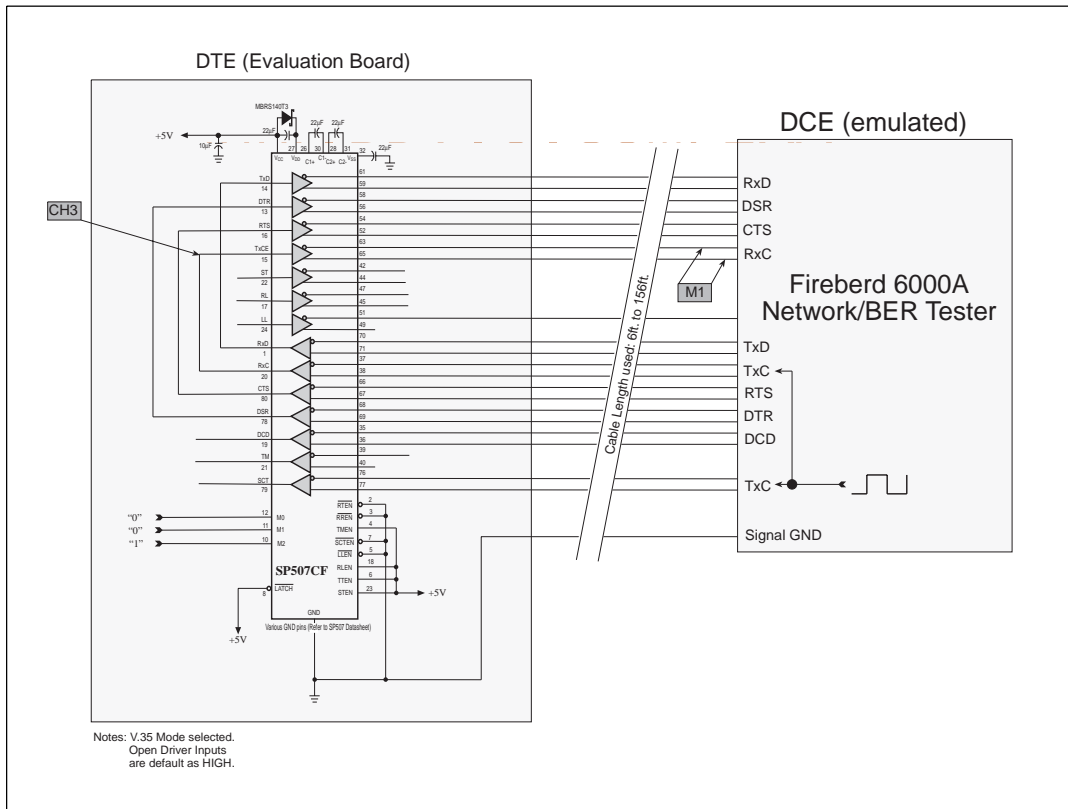 DTE (Evaluation Board)
DCE (emulated)
MBRS140T3
+5V
10µF
22µF
22µF
22µF
22µF
27 26 30 28 31 32
VCC VDD C1+ C1- C2+ C2- VSS
TxD
14
61
59
RxD
DTR
13
58
56
DSR
RTS
16
54
52
CTS
CH3
TxCE
15
63
65
RxC
M1
ST
22
42
44
RL
17
47
45
LL
24
51
49
Fireberd 6000A
Network/BER Tester
RxD
1
70
71
TxD
RxC
20
37
38
TxC
CTS
80
66
67
RTS
DSR
78
68
69
DTR
DCD
19
35
36
DCD
TM
21
39
40
SCT
79
76
77
TxC
Cable Length used: 6ft. to 156ft.
Signal GND
"0"
12
M0
"0"
11
M1
"1"
10
M2
RTEN
2
RREN
3
TMEN
4
SCTEN
7
LLEN
5
RLEN
18
TTEN
6
STEN
23
+5V
SP507CF
LATCH
8
+5V
GND
Various GND pins (Refer to SP507 Datasheet)
Notes: V.35 Mode selected.
Open Driver Inputs
are default as HIGH.